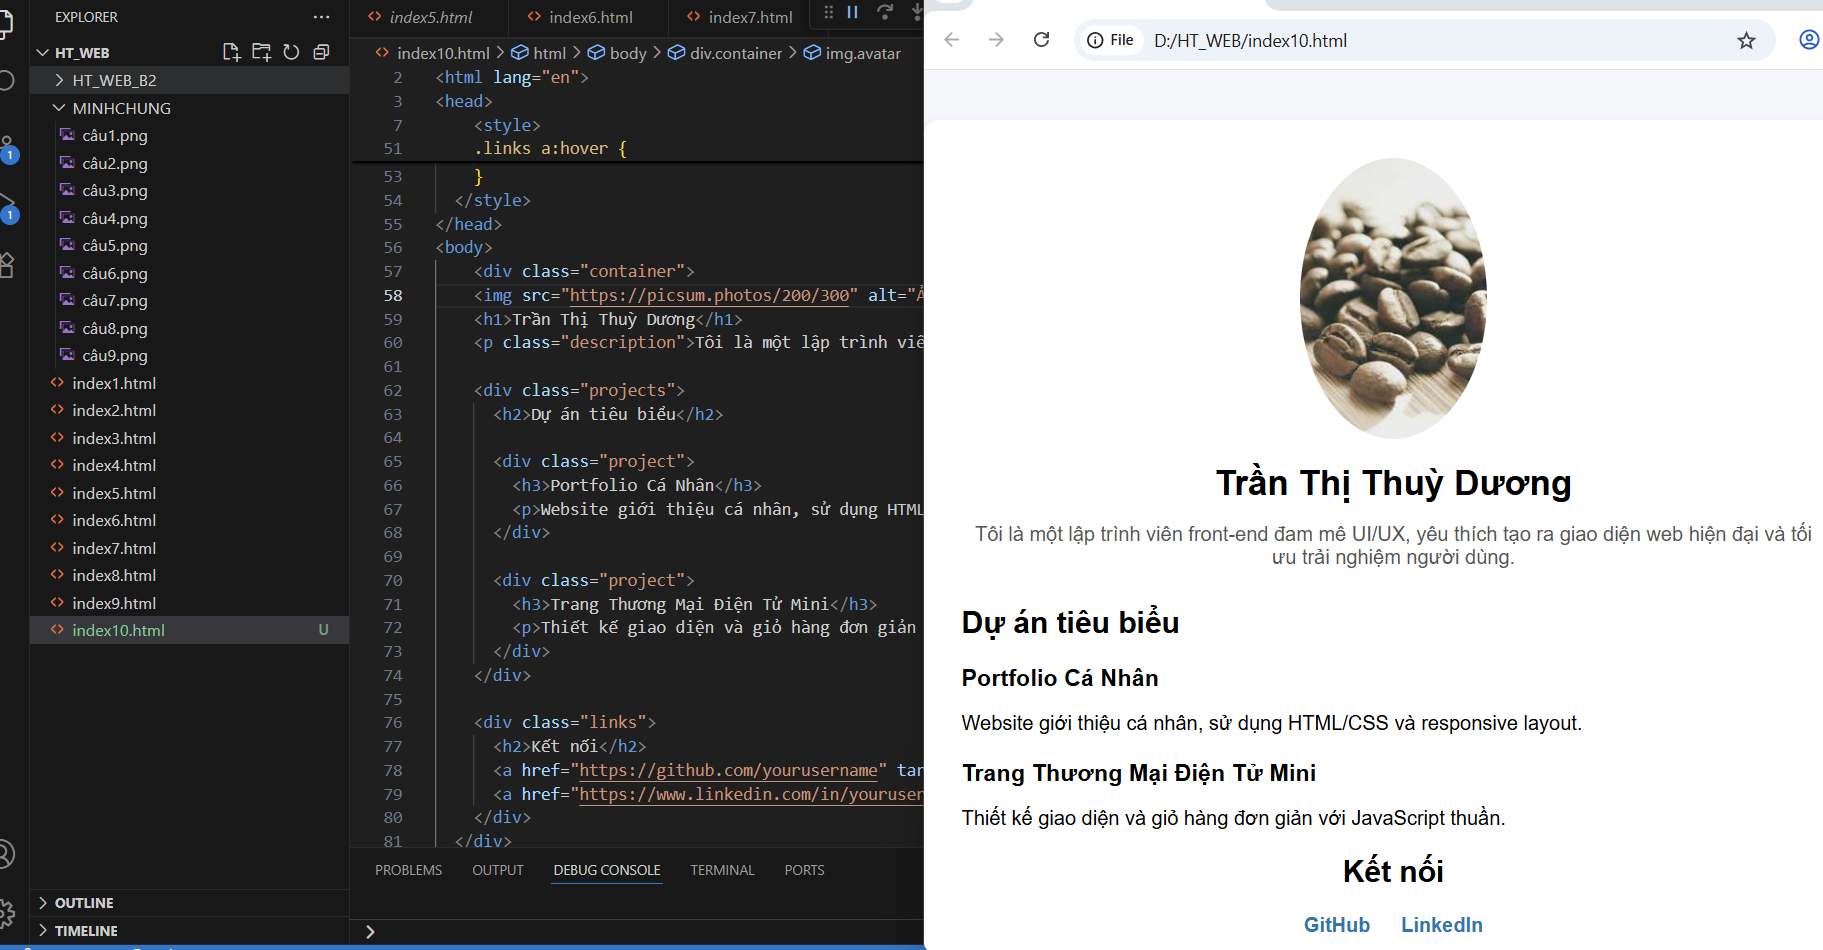 EXPLORER
HT_WEB
HT_WEB_B2
MINHCHUNG
câu1.png
câu2.png
câu3.png
câu4.png
câu5.png
câu6.png
câu7.png
câu8.png
câu9.png
index1.html
index2.html
index3.html
index4.html
index5.html
index6.html
index7.html
index8.html
index9.html
index10.html U
OUTLINE
TIMELINE
1
1
index5.html index6.html index7.html
index10.html > html > body > div.container > img.avatar
2 <html lang="en">
3 <head>
7 <style>
51 .links a:hover {
53 }
54 </style>
55 </head>
56 <body>
57 <div class="container">
58 <img src="https://picsum.photos/200/300" alt="Ả
59 <h1>Trần Thị Thuỳ Dương</h1>
60 <p class="description">Tôi là một lập trình viê
61
62 <div class="projects">
63 <h2>Dự án tiêu biểu</h2>
64
65 <div class="project">
66 <h3>Portfolio Cá Nhân</h3>
67 <p>Website giới thiệu cá nhân, sử dụng HTML
68 </div>
69
70 <div class="project">
71 <h3>Trang Thương Mại Điện Tử Mini</h3>
72 <p>Thiết kế giao diện và giỏ hàng đơn giản
73 </div>
74 </div>
75
76 <div class="links">
77 <h2>Kết nối</h2>
78 <a href="https://github.com/yourusername" tar
79 <a href="https://www.linkedin.com/in/youruser
80 </div>
81 </div>
PROBLEMS OUTPUT DEBUG CONSOLE TERMINAL PORTS
File D:/HT_WEB/index10.html
Trần Thị Thuỳ Dương
Tôi là một lập trình viên front-end đam mê UI/UX, yêu thích tạo ra giao diện web hiện đại và tối
ưu trải nghiệm người dùng.
Dự án tiêu biểu
Portfolio Cá Nhân
Website giới thiệu cá nhân, sử dụng HTML/CSS và responsive layout.
Trang Thương Mại Điện Tử Mini
Thiết kế giao diện và giỏ hàng đơn giản với JavaScript thuần.
Kết nối
GitHub LinkedIn